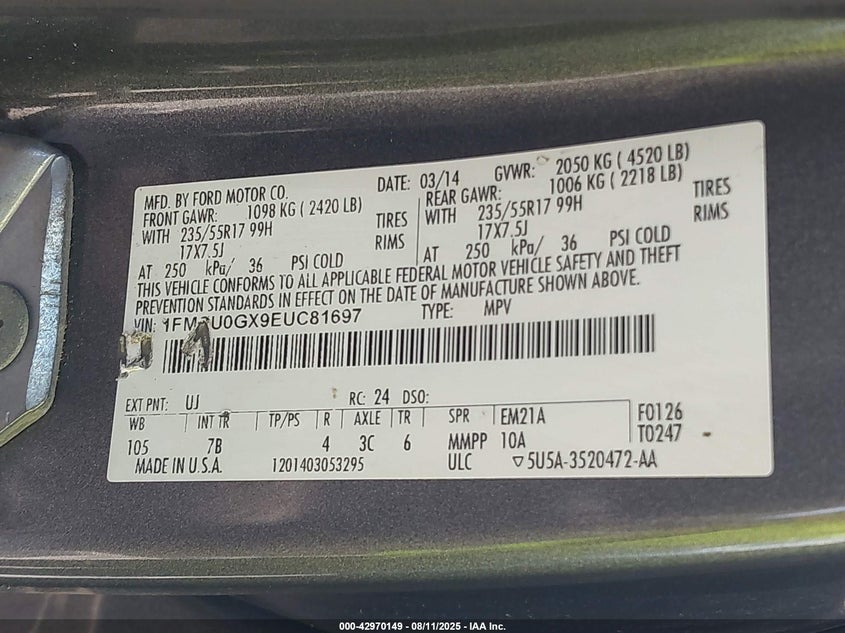 MFD. BY FORD MOTOR CO. DATE: 03/14 GVWR: 2050 KG ( 4520 LB)
FRONT GAWR: 1098 KG ( 2420 LB) REAR GAWR: 1006 KG ( 2218 LB)
WITH 235/55R17 99H TIRES WITH 235/55R17 99H TIRES
17X7.5J RIMS 17X7.5J RIMS
AT 250 kPa/ 36 PSI COLD AT 250 kPa/ 36 PSI COLD
THIS VEHICLE CONFORMS TO ALL APPLICABLE FEDERAL MOTOR VEHICLE SAFETY AND THEFT
PREVENTION STANDARDS IN EFFECT ON THE DATE OF MANUFACTURE SHOWN ABOVE.
VIN: TYPE: MPV
EXT PNT: UJ RC: 24 DSO:
WB INT TR TP/PS R AXLE TR SPR EM21A F0126
105 7B 4 3C 6 MMPP 10A T0247
MADE IN U.S.A. 1201403053295 ULC ▽5U5A-3520472-AA
000-42970149 - 08/11/2025 - IAA Inc.